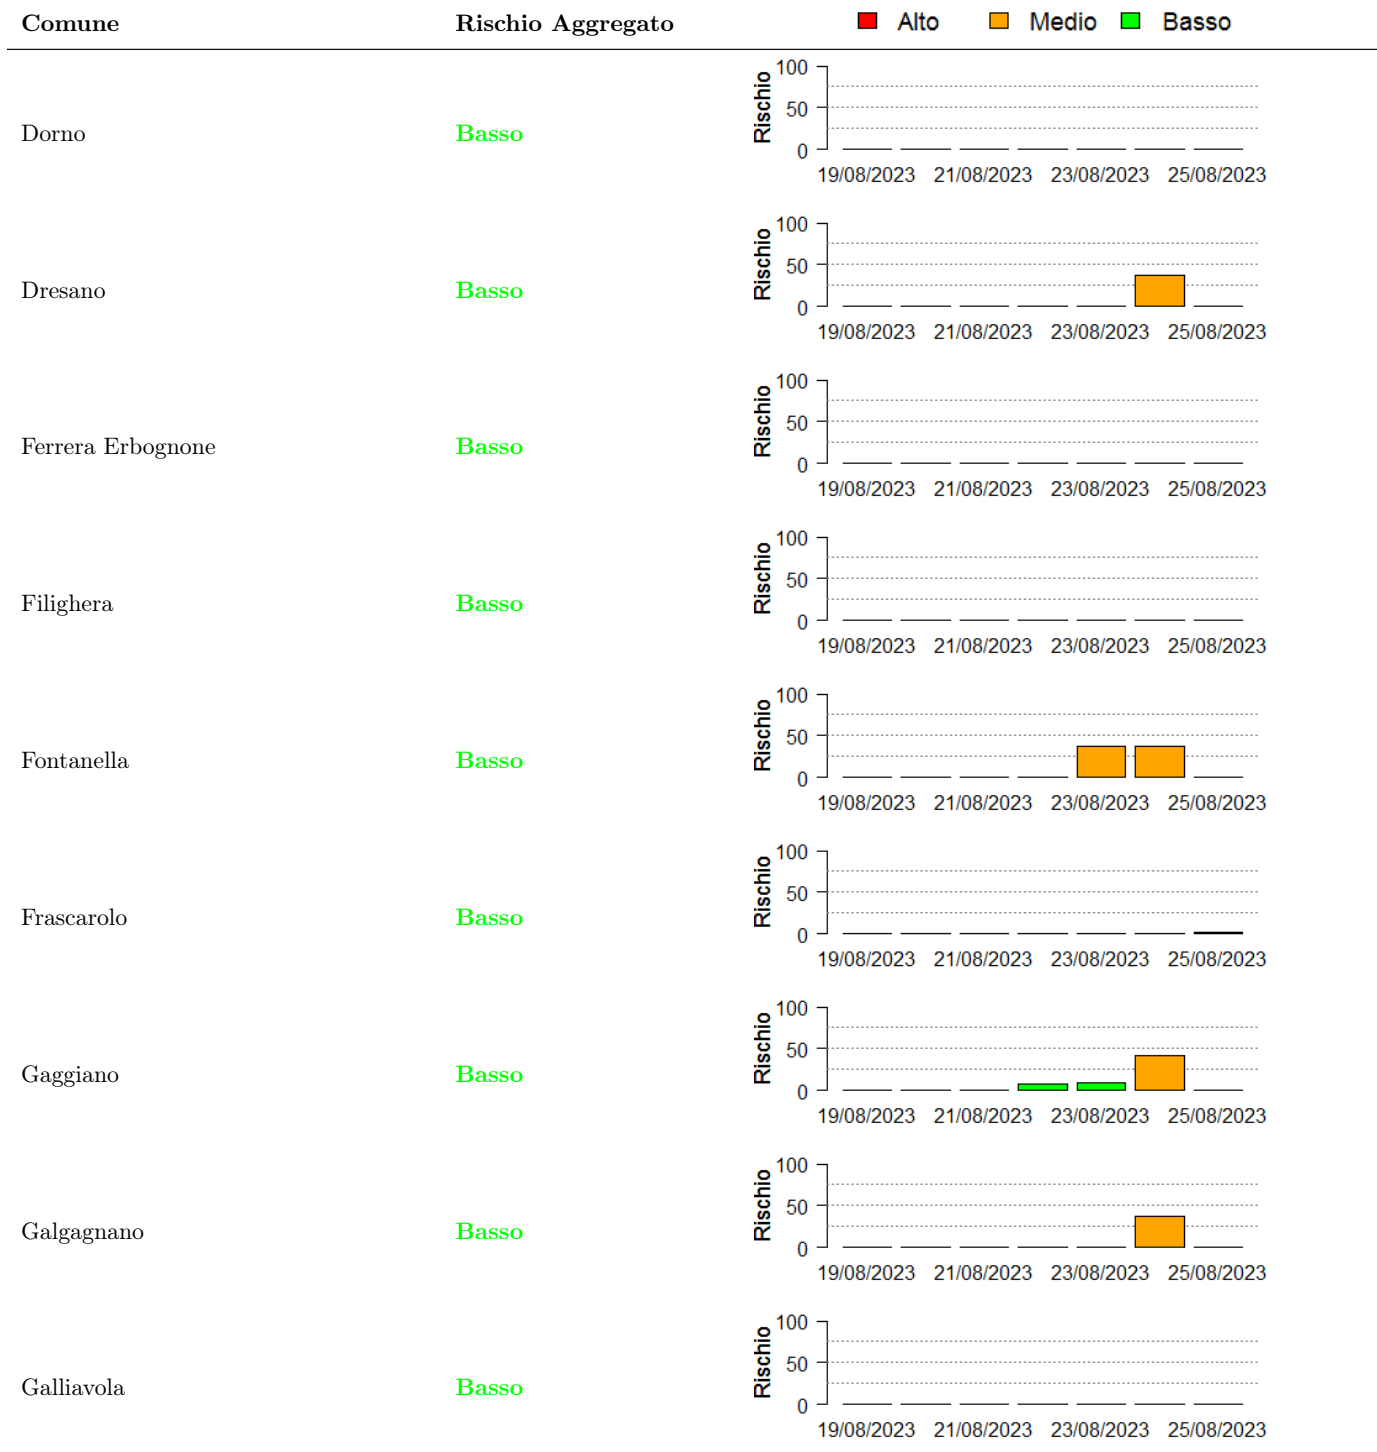 Comune Rischio Aggregato Alto Medio Basso
100
50
0
Rischio
Dorno Basso
19/08/2023 21/08/2023 23/08/2023 25/08/2023
100
50
0
Rischio
Dresano Basso
19/08/2023 21/08/2023 23/08/2023 25/08/2023
100
50
0
Rischio
Ferrera Erbognone Basso
19/08/2023 21/08/2023 23/08/2023 25/08/2023
100
50
0
Rischio
Filighera Basso
19/08/2023 21/08/2023 23/08/2023 25/08/2023
100
50
0
Rischio
Fontanella Basso
19/08/2023 21/08/2023 23/08/2023 25/08/2023
100
50
0
Rischio
Frascarolo Basso
19/08/2023 21/08/2023 23/08/2023 25/08/2023
100
50
0
Rischio
Gaggiano Basso
19/08/2023 21/08/2023 23/08/2023 25/08/2023
100
50
0
Rischio
Galgagnano Basso
19/08/2023 21/08/2023 23/08/2023 25/08/2023
100
50
0
Rischio
Galliavola Basso
19/08/2023 21/08/2023 23/08/2023 25/08/2023